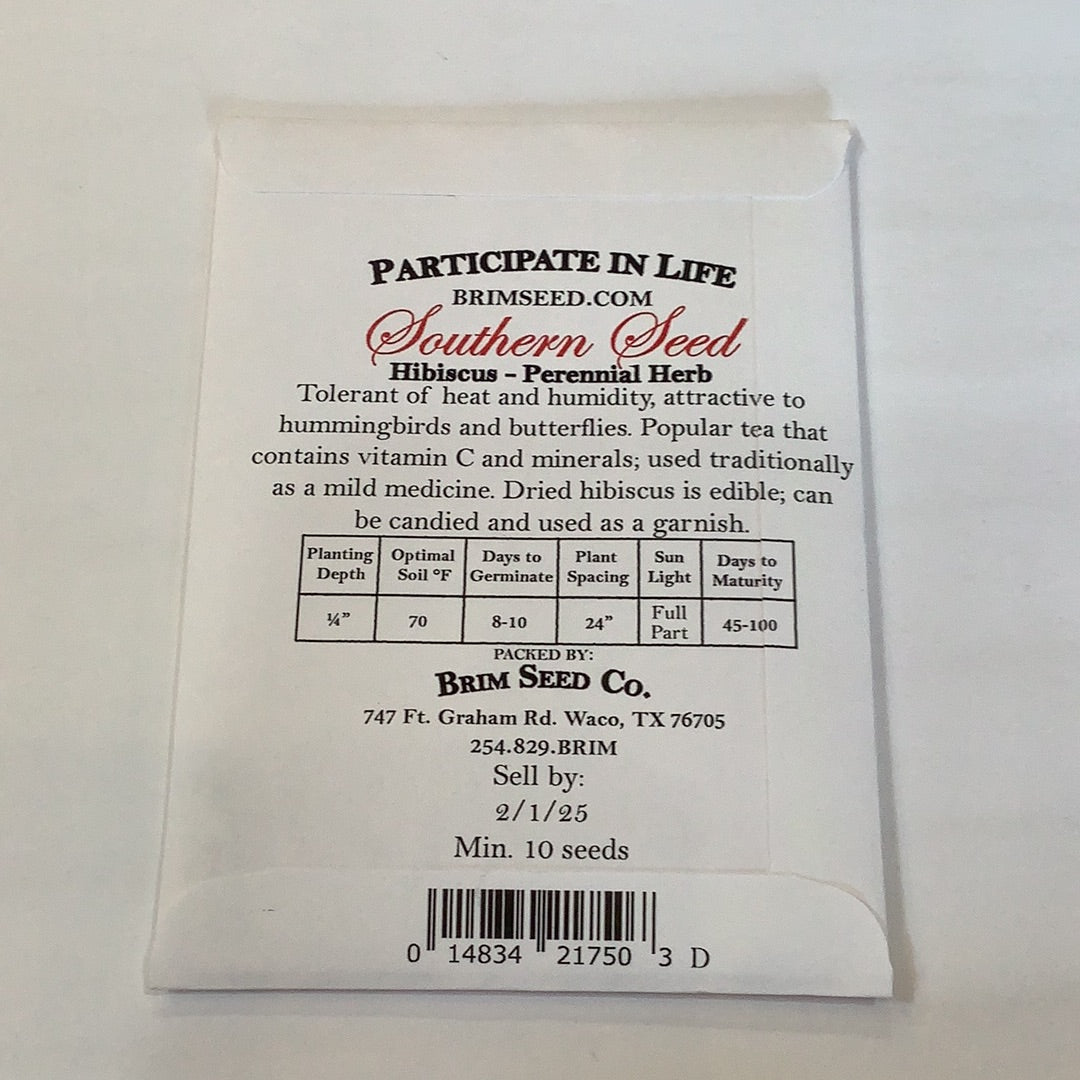 PARTICIPATE IN LIFE
BRIMSEED.COM
Southern Seed
Hibiscus - Perennial Herb
Tolerant of heat and humidity, attractive to
hummingbirds and butterflies. Popular tea that
contains vitamin C and minerals; used traditionally
as a mild medicine. Dried hibiscus is edible; can
be candied and used as a garnish.
Planting Depth Optimal Soil °F Days to Germinate Plant Spacing Sun Light Days to Maturity
¼” 70 8-10 24” Full Part 45-100
PACKED BY:
BRIM SEED CO.
747 Ft. Graham Rd. Waco, TX 76705
254.829.BRIM
Sell by:
2/1/25
Min. 10 seeds
0 14834 21750 3 D